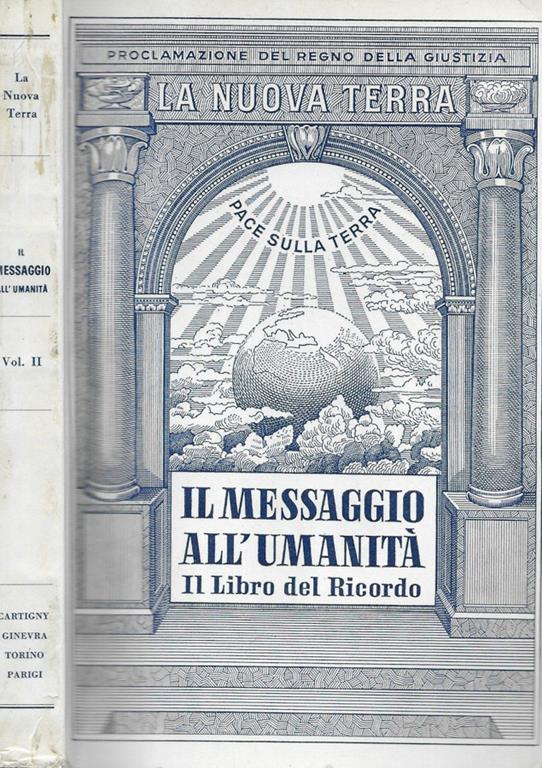 La
Nuova
Terra
IL
MESSAGGIO
ALL'UMANITÀ
Vol. II
CARTIGNY
GINEVRA
TORINO
PARIGI
PROCLAMAZIONE DEL REGNO DELLA GIUSTIZIA
LA NUOVA TERRA
PACE SULLA TERRA
IL MESSAGGIO
ALL'UMANITÀ
Il Libro del Ricordo